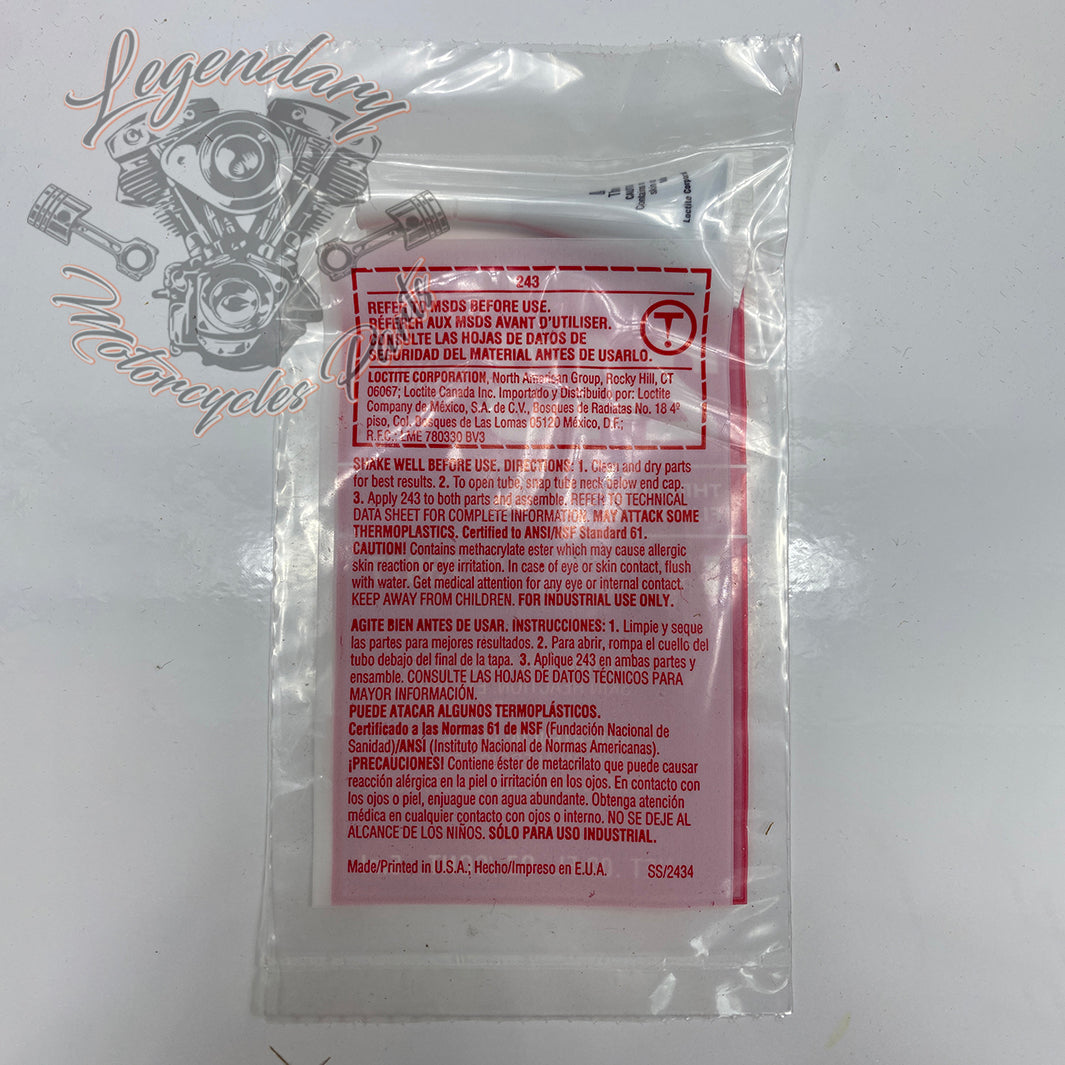 Legendary
Motorcycles Parts
Th
CAUT
Contains
skin
Loctite Corpor
243
REFER TO MSDS BEFORE USE.
RÉFÉRER AUX MSDS AVANT D'UTILISER.
CONSULTE LAS HOJAS DE DATOS DE
SEGURIDAD DEL MATERIAL ANTES DE USARLO.
T
LOCTITE CORPORATION, North American Group, Rocky Hill, CT
06067; Loctite Canada Inc. Importado y Distribuido por: Loctite
Company de México, S.A. de C.V., Bosques de Radiatas No. 18 4º
piso, Col. Bosques de Las Lomas 05120 México, D.F.;
R.F.C.: LME 780330 BV3
SHAKE WELL BEFORE USE. DIRECTIONS: 1. Clean and dry parts
for best results. 2. To open tube, snap tube neck below end cap.
3. Apply 243 to both parts and assemble. REFER TO TECHNICAL
DATA SHEET FOR COMPLETE INFORMATION. MAY ATTACK SOME
THERMOPLASTICS. Certified to ANSI/NSF Standard 61.
CAUTION! Contains methacrylate ester which may cause allergic
skin reaction or eye irritation. In case of eye or skin contact, flush
with water. Get medical attention for any eye or internal contact.
KEEP AWAY FROM CHILDREN. FOR INDUSTRIAL USE ONLY.
AGITE BIEN ANTES DE USAR. INSTRUCCIONES: 1. Limpie y seque
las partes para mejores resultados. 2. Para abrir, rompa el cuello del
tubo debajo del final de la tapa. 3. Aplique 243 en ambas partes y
ensamble. CONSULTE LAS HOJAS DE DATOS TÉCNICOS PARA
MAYOR INFORMACIÓN.
PUEDE ATACAR ALGUNOS TERMOPLÁSTICOS.
Certificado a las Normas 61 de NSF (Fundación Nacional de
Sanidad)/ANSI (Instituto Nacional de Normas Americanas).
¡PRECAUCIONES! Contiene éster de metacrilato que puede causar
reacción alérgica en la piel o irritación en los ojos. En contacto con
los ojos o piel, enjuague con agua abundante. Obtenga atención
médica en cualquier contacto con ojos o interno. NO SE DEJE AL
ALCANCE DE LOS NIÑOS. SÓLO PARA USO INDUSTRIAL.
Made/Printed in U.S.A.; Hecho/Impreso en E.U.A. SS/2434